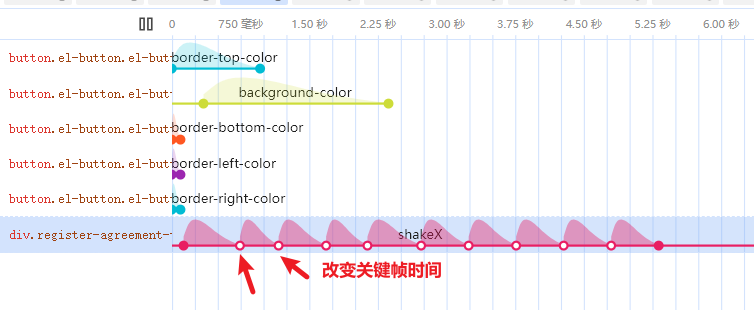 0 750 毫秒 1.50 秒 2.25 秒 3.00 秒 3.75 秒 4.50 秒 5.25 秒 6.00 秒
button.el-button.el-but border-top-color
button.el-button.el-but background-color
button.el-button.el-but border-bottom-color
button.el-button.el-but border-left-color
button.el-button.el-but border-right-color
div.register-agreement- shakeX
改变关键帧时间